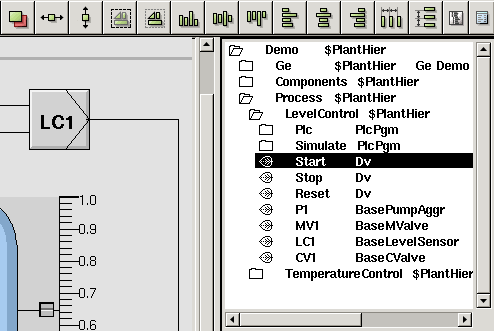 40 40
Demo $PlantHier
Ge $PlantHier Ge Demo
Components $PlantHier
Process $PlantHier
LevelControl $PlantHier
Plc PlcPgm
Simulate PlcPgm
Start Dv
Stop Dv
Reset Dv
P1 BasePumpAggr
MV1 BaseMValve
LC1 BaseLevelSensor
CV1 BaseCValve
TemperatureControl $PlantHier
LC1
1.0
0.9
0.8
0.7
0.6